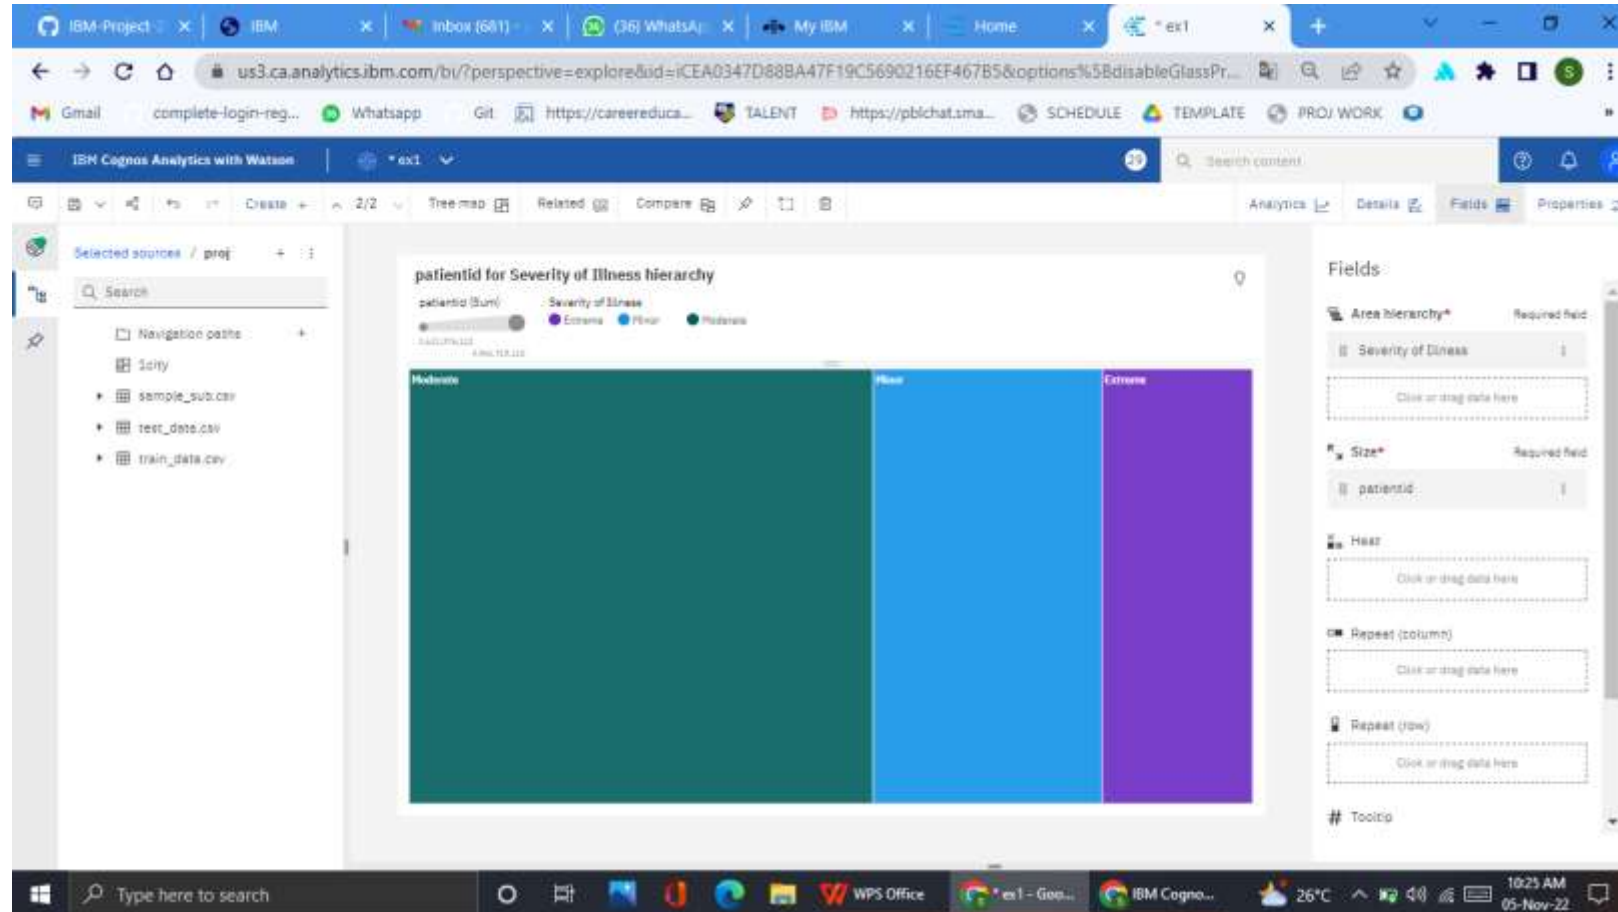 IBM-Project
IBM
Inbox (681)
(36) WhatsAp
My IBM
Home
* ex1
us3.ca.analytics.ibm.com/bi/?perspective=explore&id=iCEA0347D88BA47F19C5690216EF467B5&options%5BdisableGlassPr...
S
Gmail
complete-login-reg...
Whatsapp
Git
https://careereduca...
TALENT
https://pblchat.sma...
SCHEDULE
TEMPLATE
PROJ WORK
»
IBM Cognos Analytics with Watson
* ex1
29
Search content
Create +
2/2
Tree map
Related
Compare
Analytics
Details
Fields
Properties
Selected sources / proj
Search
Navigation paths
sample_sub.csv
test_data.csv
train_data.csv
patientid for Severity of Illness hierarchy
patientid (Sum)
Severity of Illness
Extreme
Minor
Moderate
Moderate
Minor
Extreme
Fields
Area hierarchy*
Required field
Severity of Illness
Click or drag data here
Size*
Required field
patientid
Heat
Click or drag data here
Repeat (column)
Click or drag data here
Repeat (row)
Click or drag data here
# Tooltip
Type here to search
WPS Office
* ex1 - Goo...
IBM Cogno...
26°C
10:25 AM
05-Nov-22